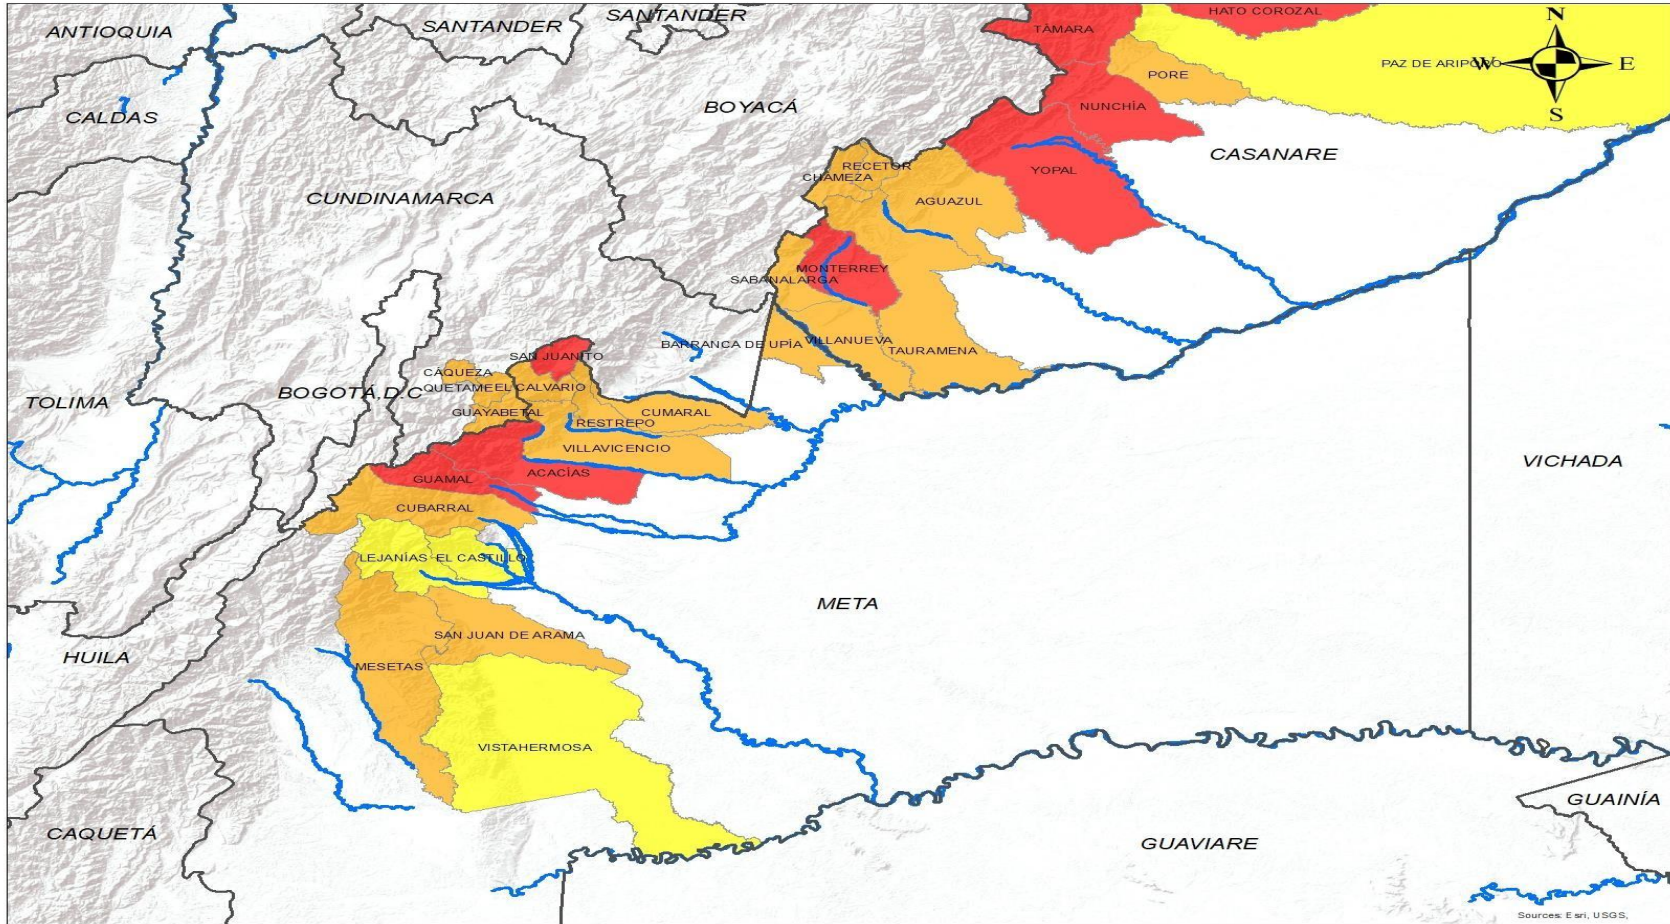 ANTIOQUIA
SANTANDER
SANTANDER
TÁMARA
HATO COROZAL
N
PORE
PAZ DE ARIPORO
W
E
S
CALDAS
BOYACÁ
NUNCHÍA
CASANARE
RECETOR
CHÁMEZA
YOPAL
CUNDINAMARCA
AGUAZUL
MONTERREY
SABANALARGA
SAN JUANITO
BARRANCA DE UPÍA
VILLANUEVA
TAURAMENA
CÁQUEZA
QUETAME
EL CALVARIO
BOGOTÁ,D.C
TOLIMA
GUAYABETAL
CUMARAL
RESTREPO
VILLAVICENCIO
VICHADA
GUAMAL
ACACÍAS
CUBARRAL
LEJANÍAS
EL CASTILLO
META
SAN JUAN DE ARAMA
HUILA
MESETAS
VISTAHERMOSA
GUAINÍA
CAQUETÁ
GUAVIARE
Sources: Esri, USGS,